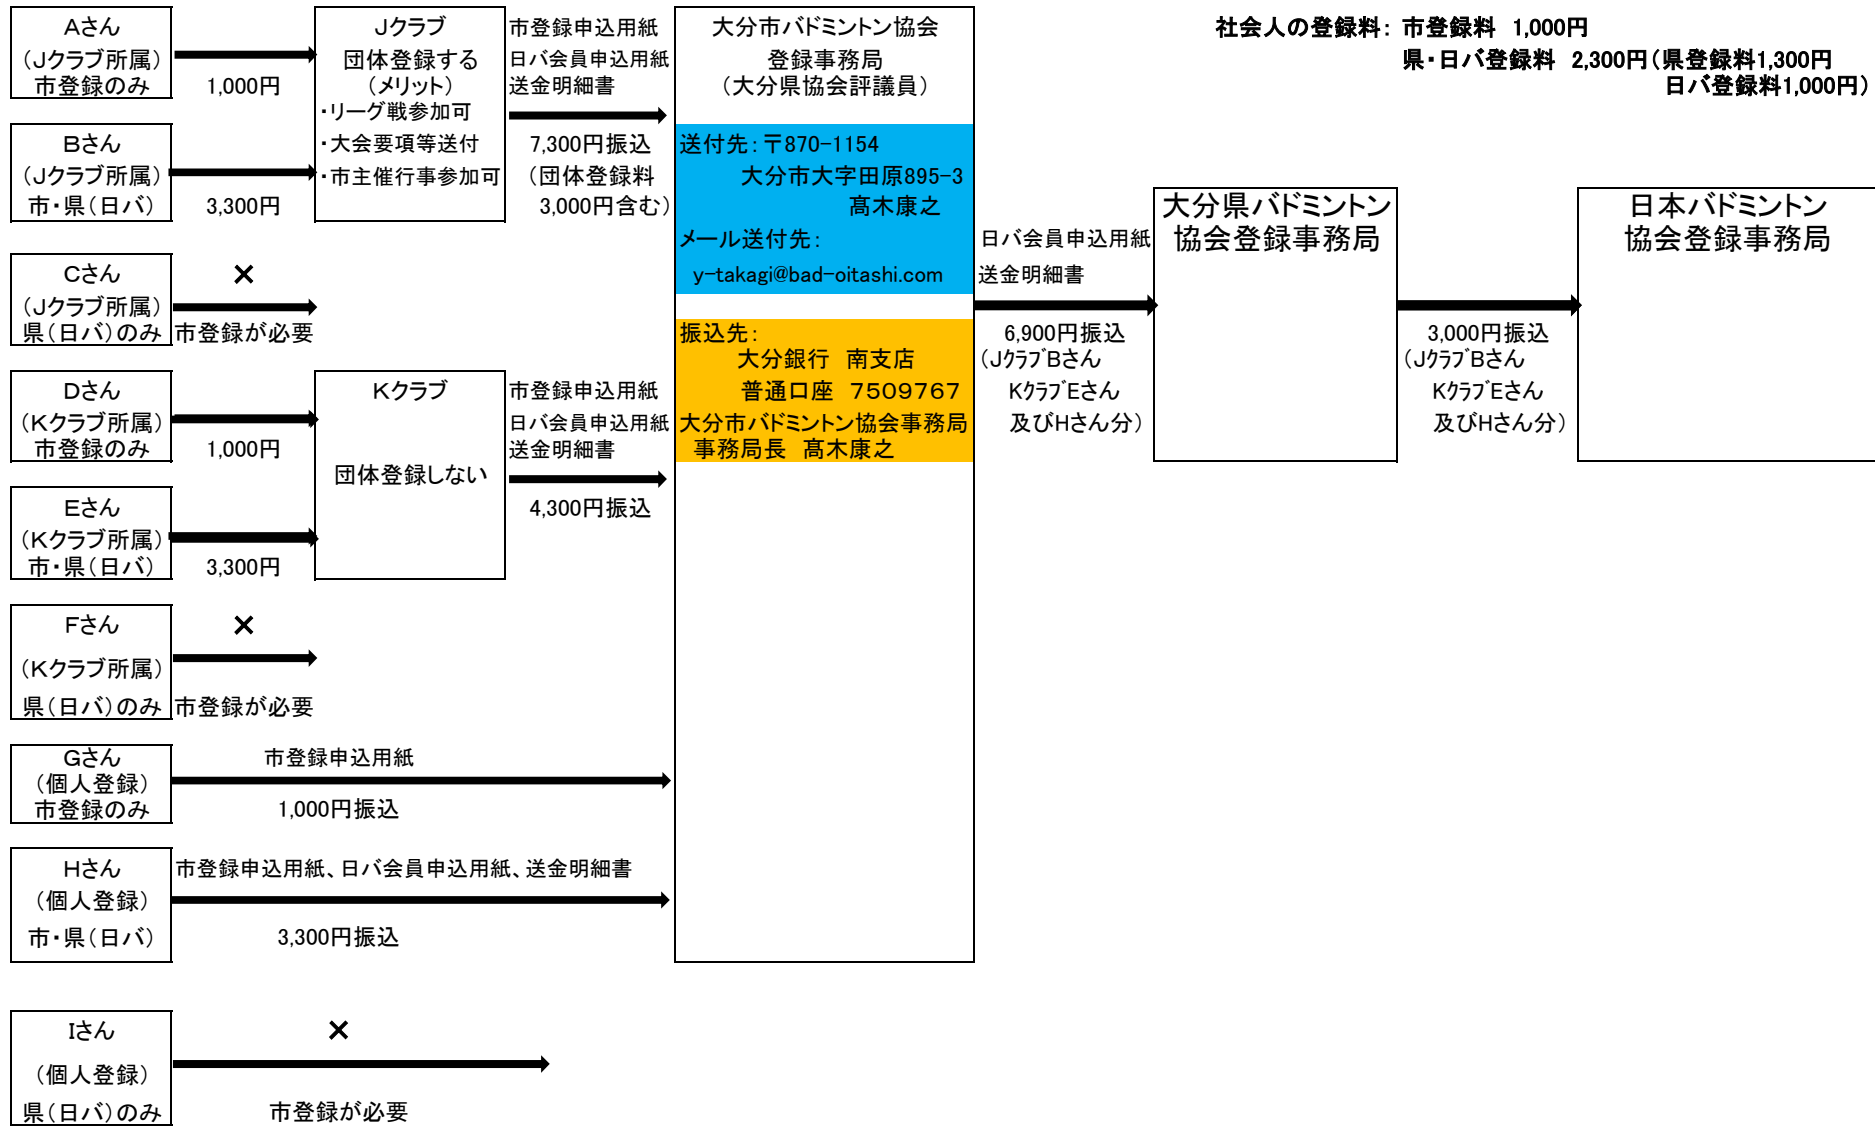 社会人の登録料： 市登録料 1,000円
県・日バ登録料 2,300円（県登録料1,300円
日バ登録料1,000円）
Aさん
（Jクラブ所属）
市登録のみ
1,000円
Bさん
（Jクラブ所属）
市・県（日バ）
3,300円
Cさん
（Jクラブ所属）
県（日バ）のみ
×
市登録が必要
Jクラブ
団体登録する
（メリット）
・リーグ戦参加可
・大会要項等送付
・市主催行事参加可
市登録申込用紙
日バ会員申込用紙
送金明細書
7,300円振込
（団体登録料
3,000円含む）
Dさん
（Kクラブ所属）
市登録のみ
1,000円
Eさん
（Kクラブ所属）
市・県（日バ）
3,300円
Fさん
（Kクラブ所属）
県（日バ）のみ
×
市登録が必要
Kクラブ
団体登録しない
市登録申込用紙
日バ会員申込用紙
送金明細書
4,300円振込
Gさん
（個人登録）
市登録のみ
市登録申込用紙
1,000円振込
Hさん
（個人登録）
市・県（日バ）
市登録申込用紙、日バ会員申込用紙、送金明細書
3,300円振込
Iさん
（個人登録）
県（日バ）のみ
×
市登録が必要
大分市バドミントン協会
登録事務局
（大分県協会評議員）
送付先：〒870-1154
大分市大字田原895-3
髙木康之
メール送付先：
y-takagi@bad-oitashi.com
振込先：
大分銀行 南支店
普通口座 7509767
大分市バドミントン協会事務局
事務局長 髙木康之
日バ会員申込用紙
送金明細書
6,900円振込
（JｸﾗﾌﾞBさん
KｸﾗﾌﾞEさん
及びHさん分）
大分県バドミントン
協会登録事務局
3,000円振込
（JｸﾗﾌﾞBさん
KｸﾗﾌﾞEさん
及びHさん分）
日本バドミントン
協会登録事務局